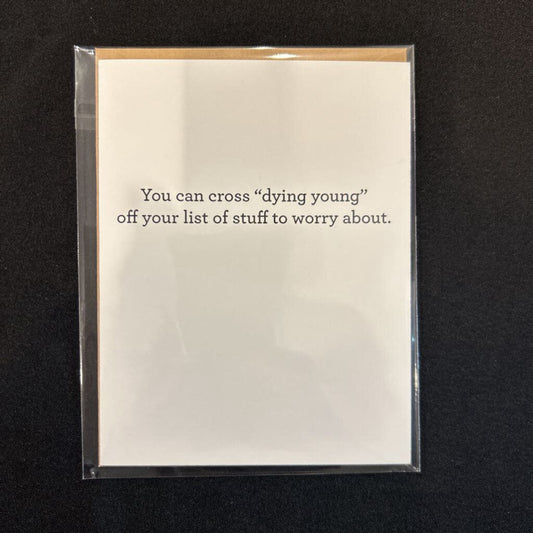 You can cross “dying young”
off your list of stuff to worry about.